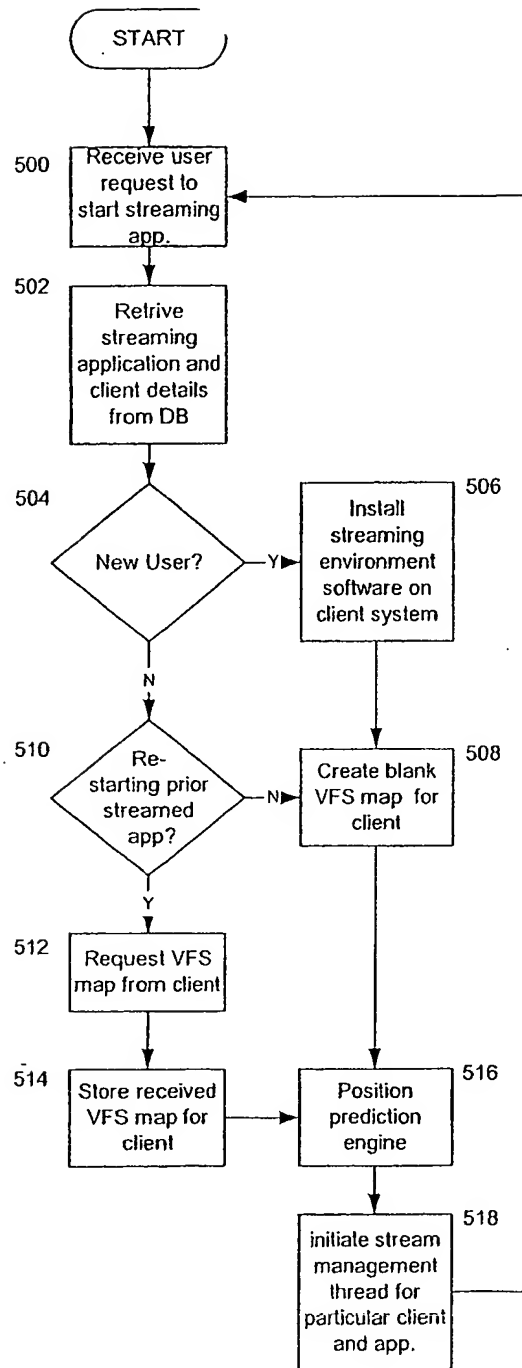 START
500
Receive user
request to
start streaming
app.
502
Retrive
streaming
application and
client details
from DB
504
New User?
Y
506
Install
streaming
environment
software on
client system
N
510
Re-
starting prior
streamed
app?
N
508
Create blank
VFS map for
client
Y
512
Request VFS
map from client
514
Store received
VFS map for
client
516
Position
prediction
engine
518
initiate stream
management
thread for
particular client
and app.